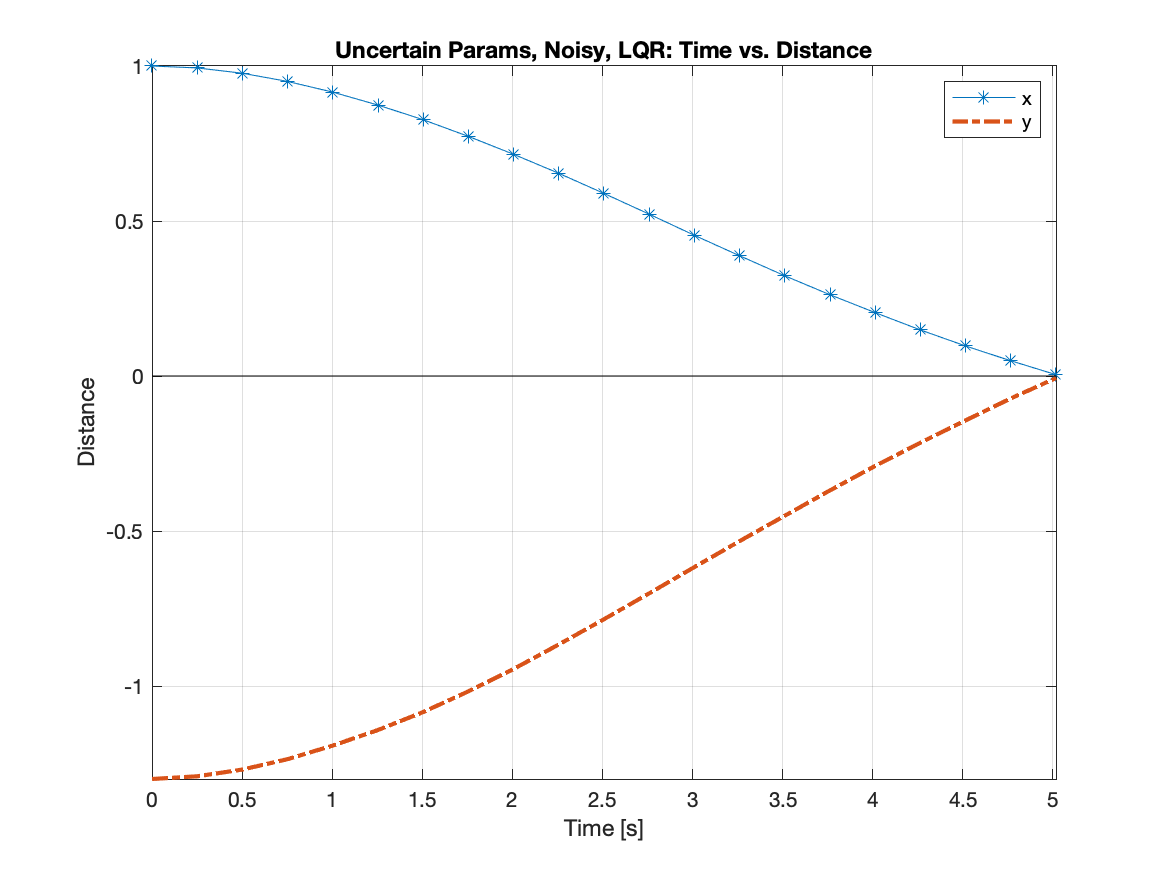 Uncertain Params, Noisy, LQR: Time vs. Distance
x
y
1
0.5
0
-0.5
-1
Distance
0 0.5 1 1.5 2 2.5 3 3.5 4 4.5 5
Time [s]